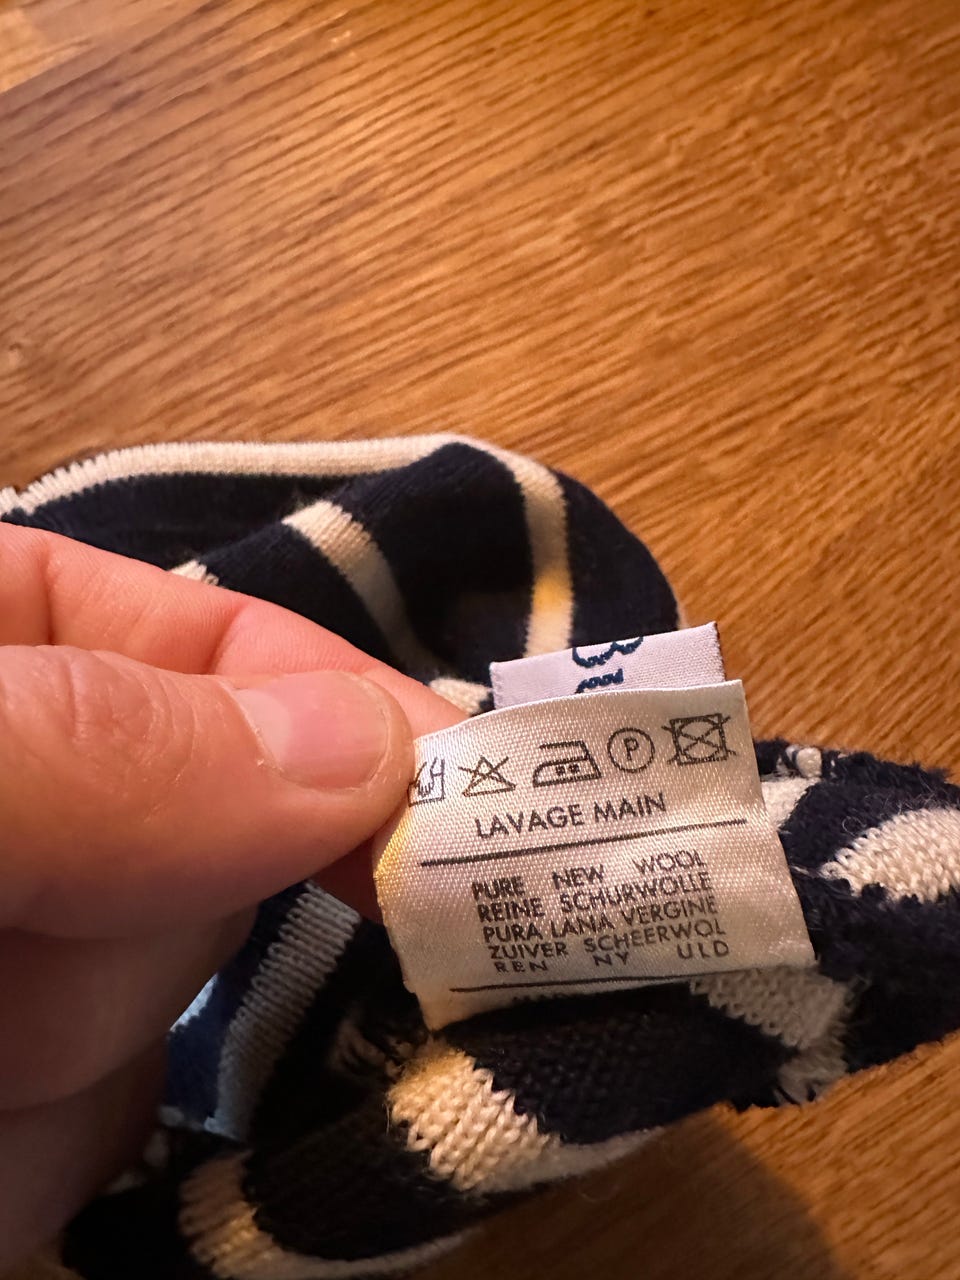 P
LAVAGE MAIN
PURE NEW WOOL
REINE SCHURWOLLE
PURA LANA VERGINE
ZUIVER SCHEERWOL
REN NY ULD